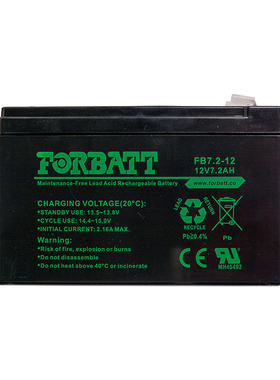 FORBATT
FB7.2-12
12V7.2AH
Maintenance-Free Lead Acid Rechargeable Battery
www.forbatt.co
CHARGING VOLTAGE(20°C):
•STANDBY USE: 13.5~13.8V
•CYCLE USE: 14.4~15.0V
•INITIAL CURRENT: 2.16A MAX.
LEAD
RETURN
RECYCLE
Pb20.4%
Pb
Warning:
•Risk of fire, explosion or burns
•Do not disassemble
•Do not heat above 40°C or incinerate
MH45492